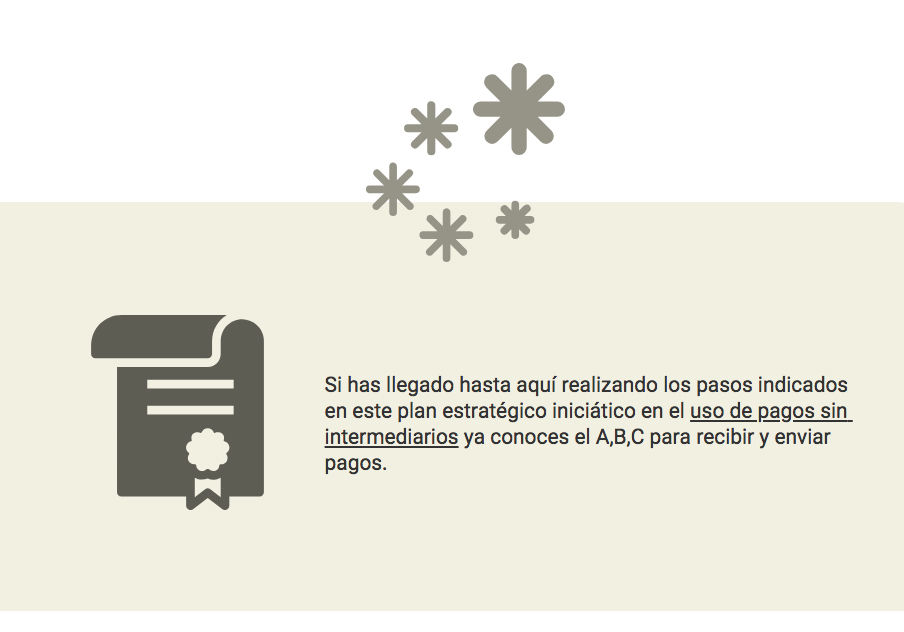 Si has llegado hasta aquí realizando los pasos indicados
en este plan estratégico iniciático en el uso de pagos sin
intermediarios ya conoces el A,B,C para recibir y enviar
pagos.